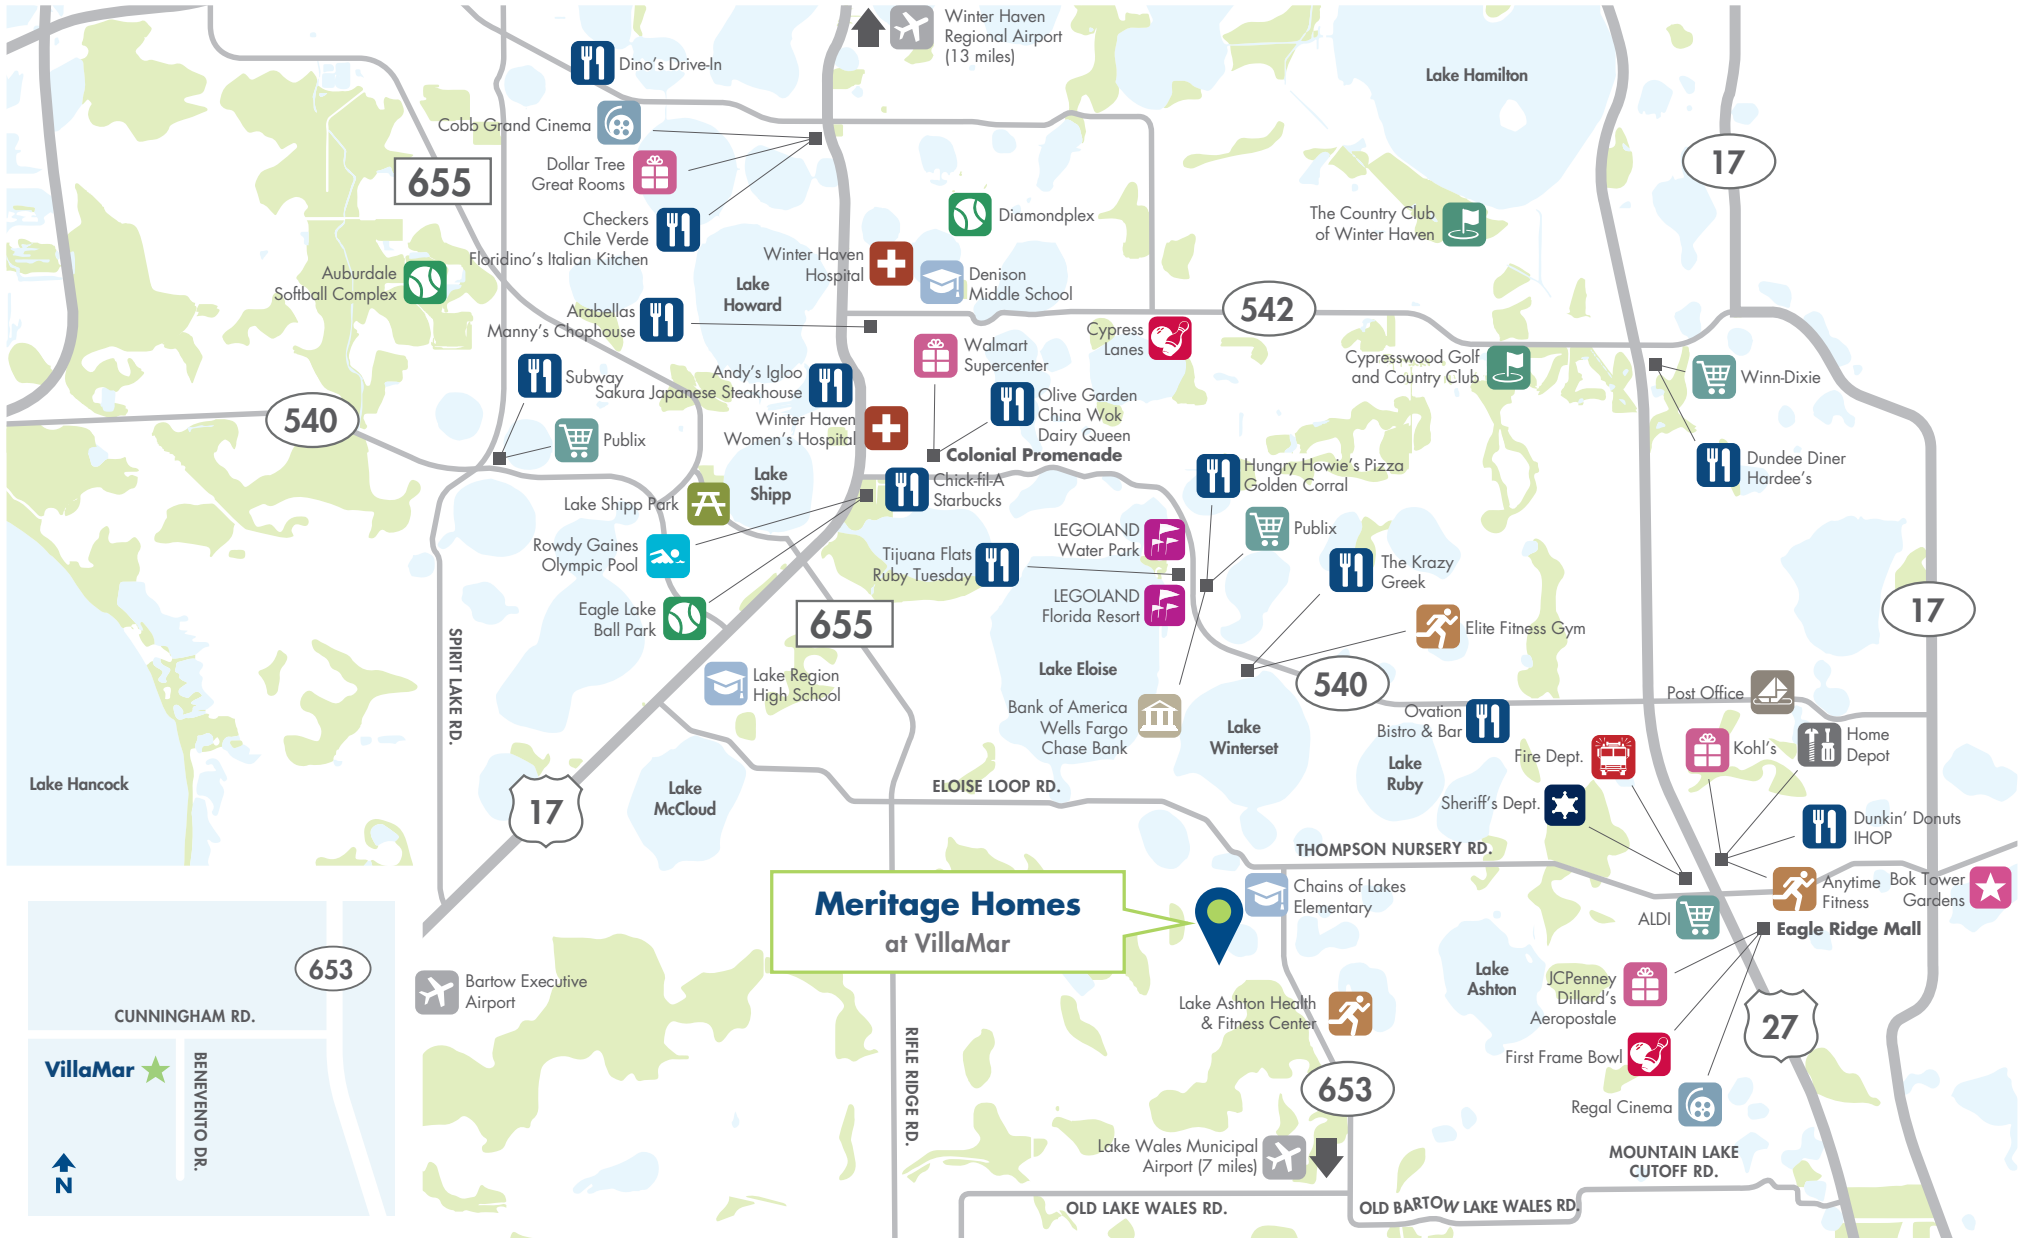 Winter Haven
Regional Airport
(13 miles)
Dino's Drive-In
Lake Hamilton
Cobb Grand Cinema
Dollar Tree
Great Rooms
17
655
Checkers
Chile Verde
Floridino's Italian Kitchen
Diamondplex
The Country Club
of Winter Haven
Winter Haven
Hospital
Denison
Middle School
Auburdale
Softball Complex
Lake
Howard
Arabellas
Manny's Chophouse
542
Cypress
Lanes
Walmart
Supercenter
Cypresswood Golf
and Country Club
Winn-Dixie
Subway
Andy's Igloo
Sakura Japanese Steakhouse
Olive Garden
China Wok
Dairy Queen
540
Publix
Winter Haven
Women's Hospital
Colonial Promenade
Dundee Diner
Hardee's
Hungry Howie's Pizza
Golden Corral
Lake
Shipp
Chick-fil-A
Starbucks
Lake Shipp Park
Publix
LEGOLAND
Water Park
Rowdy Gaines
Olympic Pool
Tijuana Flats
Ruby Tuesday
The Krazy
Greek
LEGOLAND
Florida Resort
Eagle Lake
Ball Park
655
17
Elite Fitness Gym
SPIRIT LAKE RD.
Lake Eloise
Lake Region
High School
540
Post Office
Bank of America
Wells Fargo
Chase Bank
Lake
Winterset
Ovation
Bistro & Bar
Fire Dept.
Kohl's
Home
Depot
Lake
Ruby
Lake Hancock
Lake
McCloud
ELOISE LOOP RD.
17
Sheriff's Dept.
Dunkin' Donuts
IHOP
THOMPSON NURSERY RD.
Meritage Homes
at VillaMar
Chains of Lakes
Elementary
Anytime
Fitness
Bok Tower
Gardens
ALDI
Eagle Ridge Mall
653
Bartow Executive
Airport
Lake
Ashton
JCPenney
Dillard's
Aeropostale
Lake Ashton Health
& Fitness Center
CUNNINGHAM RD.
27
RIFLE RIDGE RD.
First Frame Bowl
VillaMar
BENEVENTO DR.
653
Regal Cinema
Lake Wales Municipal
Airport (7 miles)
MOUNTAIN LAKE
CUTOFF RD.
N
OLD LAKE WALES RD.
OLD BARTOW LAKE WALES RD.